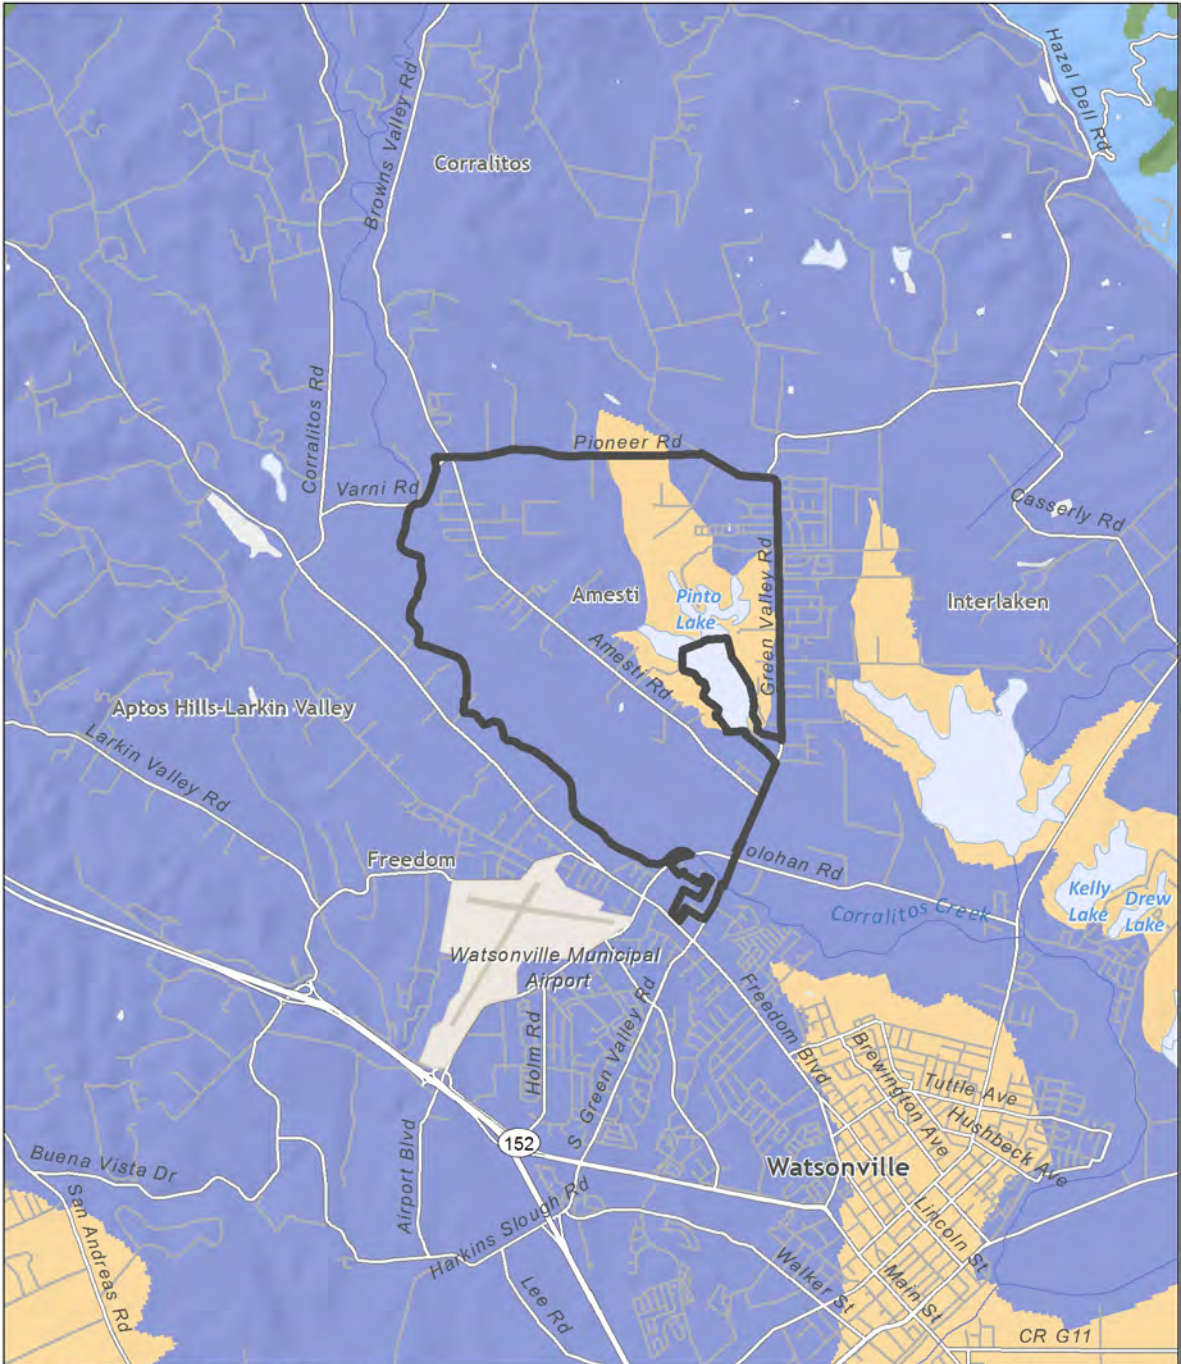 Hazel Dell Rd
Browns Valley Rd
Corralitos
Corralitos Rd
Pioneer Rd
Varni Rd
Casserly Rd
Green Valley Rd
Amesti
Pinto
Lake
Interlaken
Amesti Rd
Aptos Hills-Larkin Valley
Larkin Valley Rd
Freedom
olohan Rd
Kelly
Lake
Drew
Lake
Corralitos Creek
Watsonville Municipal
Airport
Freedom Blvd
Holm Rd
S Green Valley Rd
Brewington Ave
Tuttle Ave
Hushbeck Ave
152
Watsonville
Buena Vista Dr
Airport Blvd
San Andreas Rd
Harkins Slough Rd
Lincoln St
Walker St
Main St
Lee Rd
CR G11